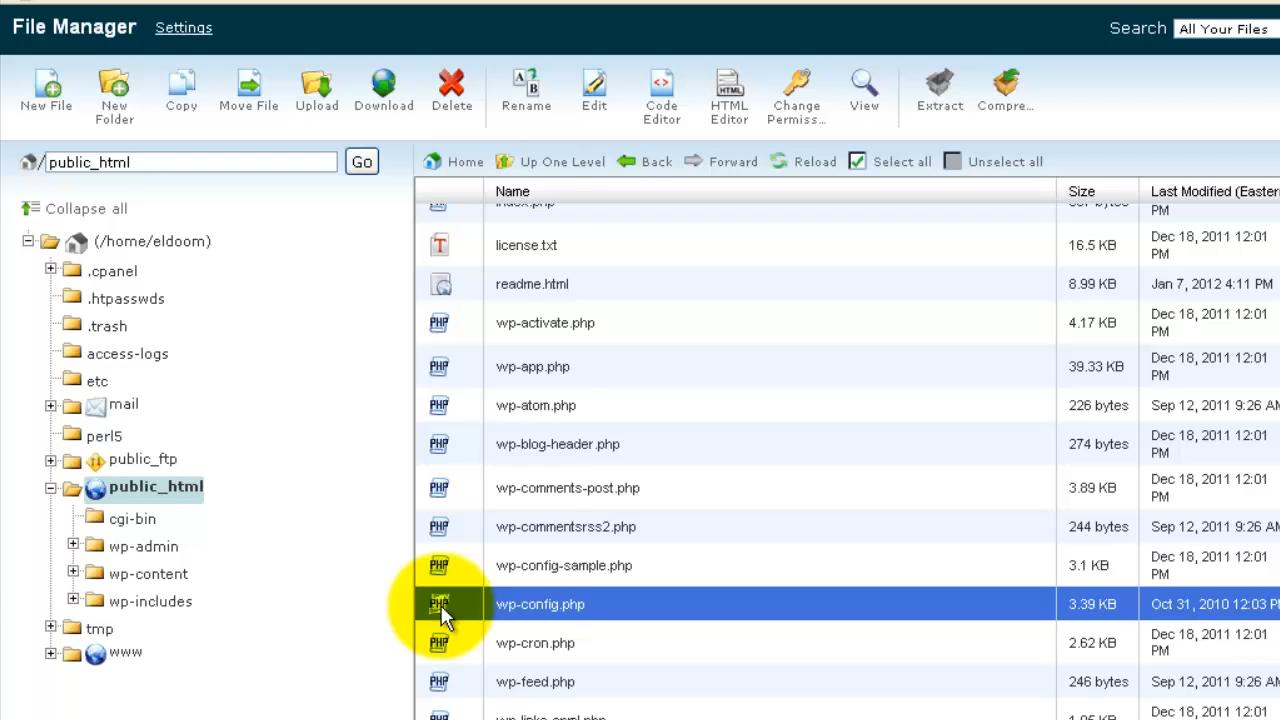 File Manager Settings
Search All Your Files
New File
New Folder
Copy
Move File
Upload
Download
Delete
Rename
Edit
Code Editor
HTML Editor
Change Permiss...
View
Extract
Compre...
/ public_html Go
Home Up One Level Back Forward Reload Select all Unselect all
Collapse all
(/home/eldoom)
.cpanel
.htpasswds
.trash
access-logs
etc
mail
perl5
public_ftp
public_html
cgi-bin
wp-admin
wp-content
wp-includes
tmp
www
Name Size Last Modified (Easter
index.php bytes PM
license.txt 16.5 KB Dec 18, 2011 12:01 PM
readme.html 8.99 KB Jan 7, 2012 4:11 PM
wp-activate.php 4.17 KB Dec 18, 2011 12:01 PM
wp-app.php 39.33 KB Dec 18, 2011 12:01 PM
wp-atom.php 226 bytes Sep 12, 2011 9:26 AM
wp-blog-header.php 274 bytes Dec 18, 2011 12:01 PM
wp-comments-post.php 3.89 KB Dec 18, 2011 12:01 PM
wp-commentsrss2.php 244 bytes Sep 12, 2011 9:26 AM
wp-config-sample.php 3.1 KB Dec 18, 2011 12:01 PM
wp-config.php 3.39 KB Oct 31, 2010 12:03 P
wp-cron.php 2.62 KB Dec 18, 2011 12:01 PM
wp-feed.php 246 bytes Sep 12, 2011 9:26 AM